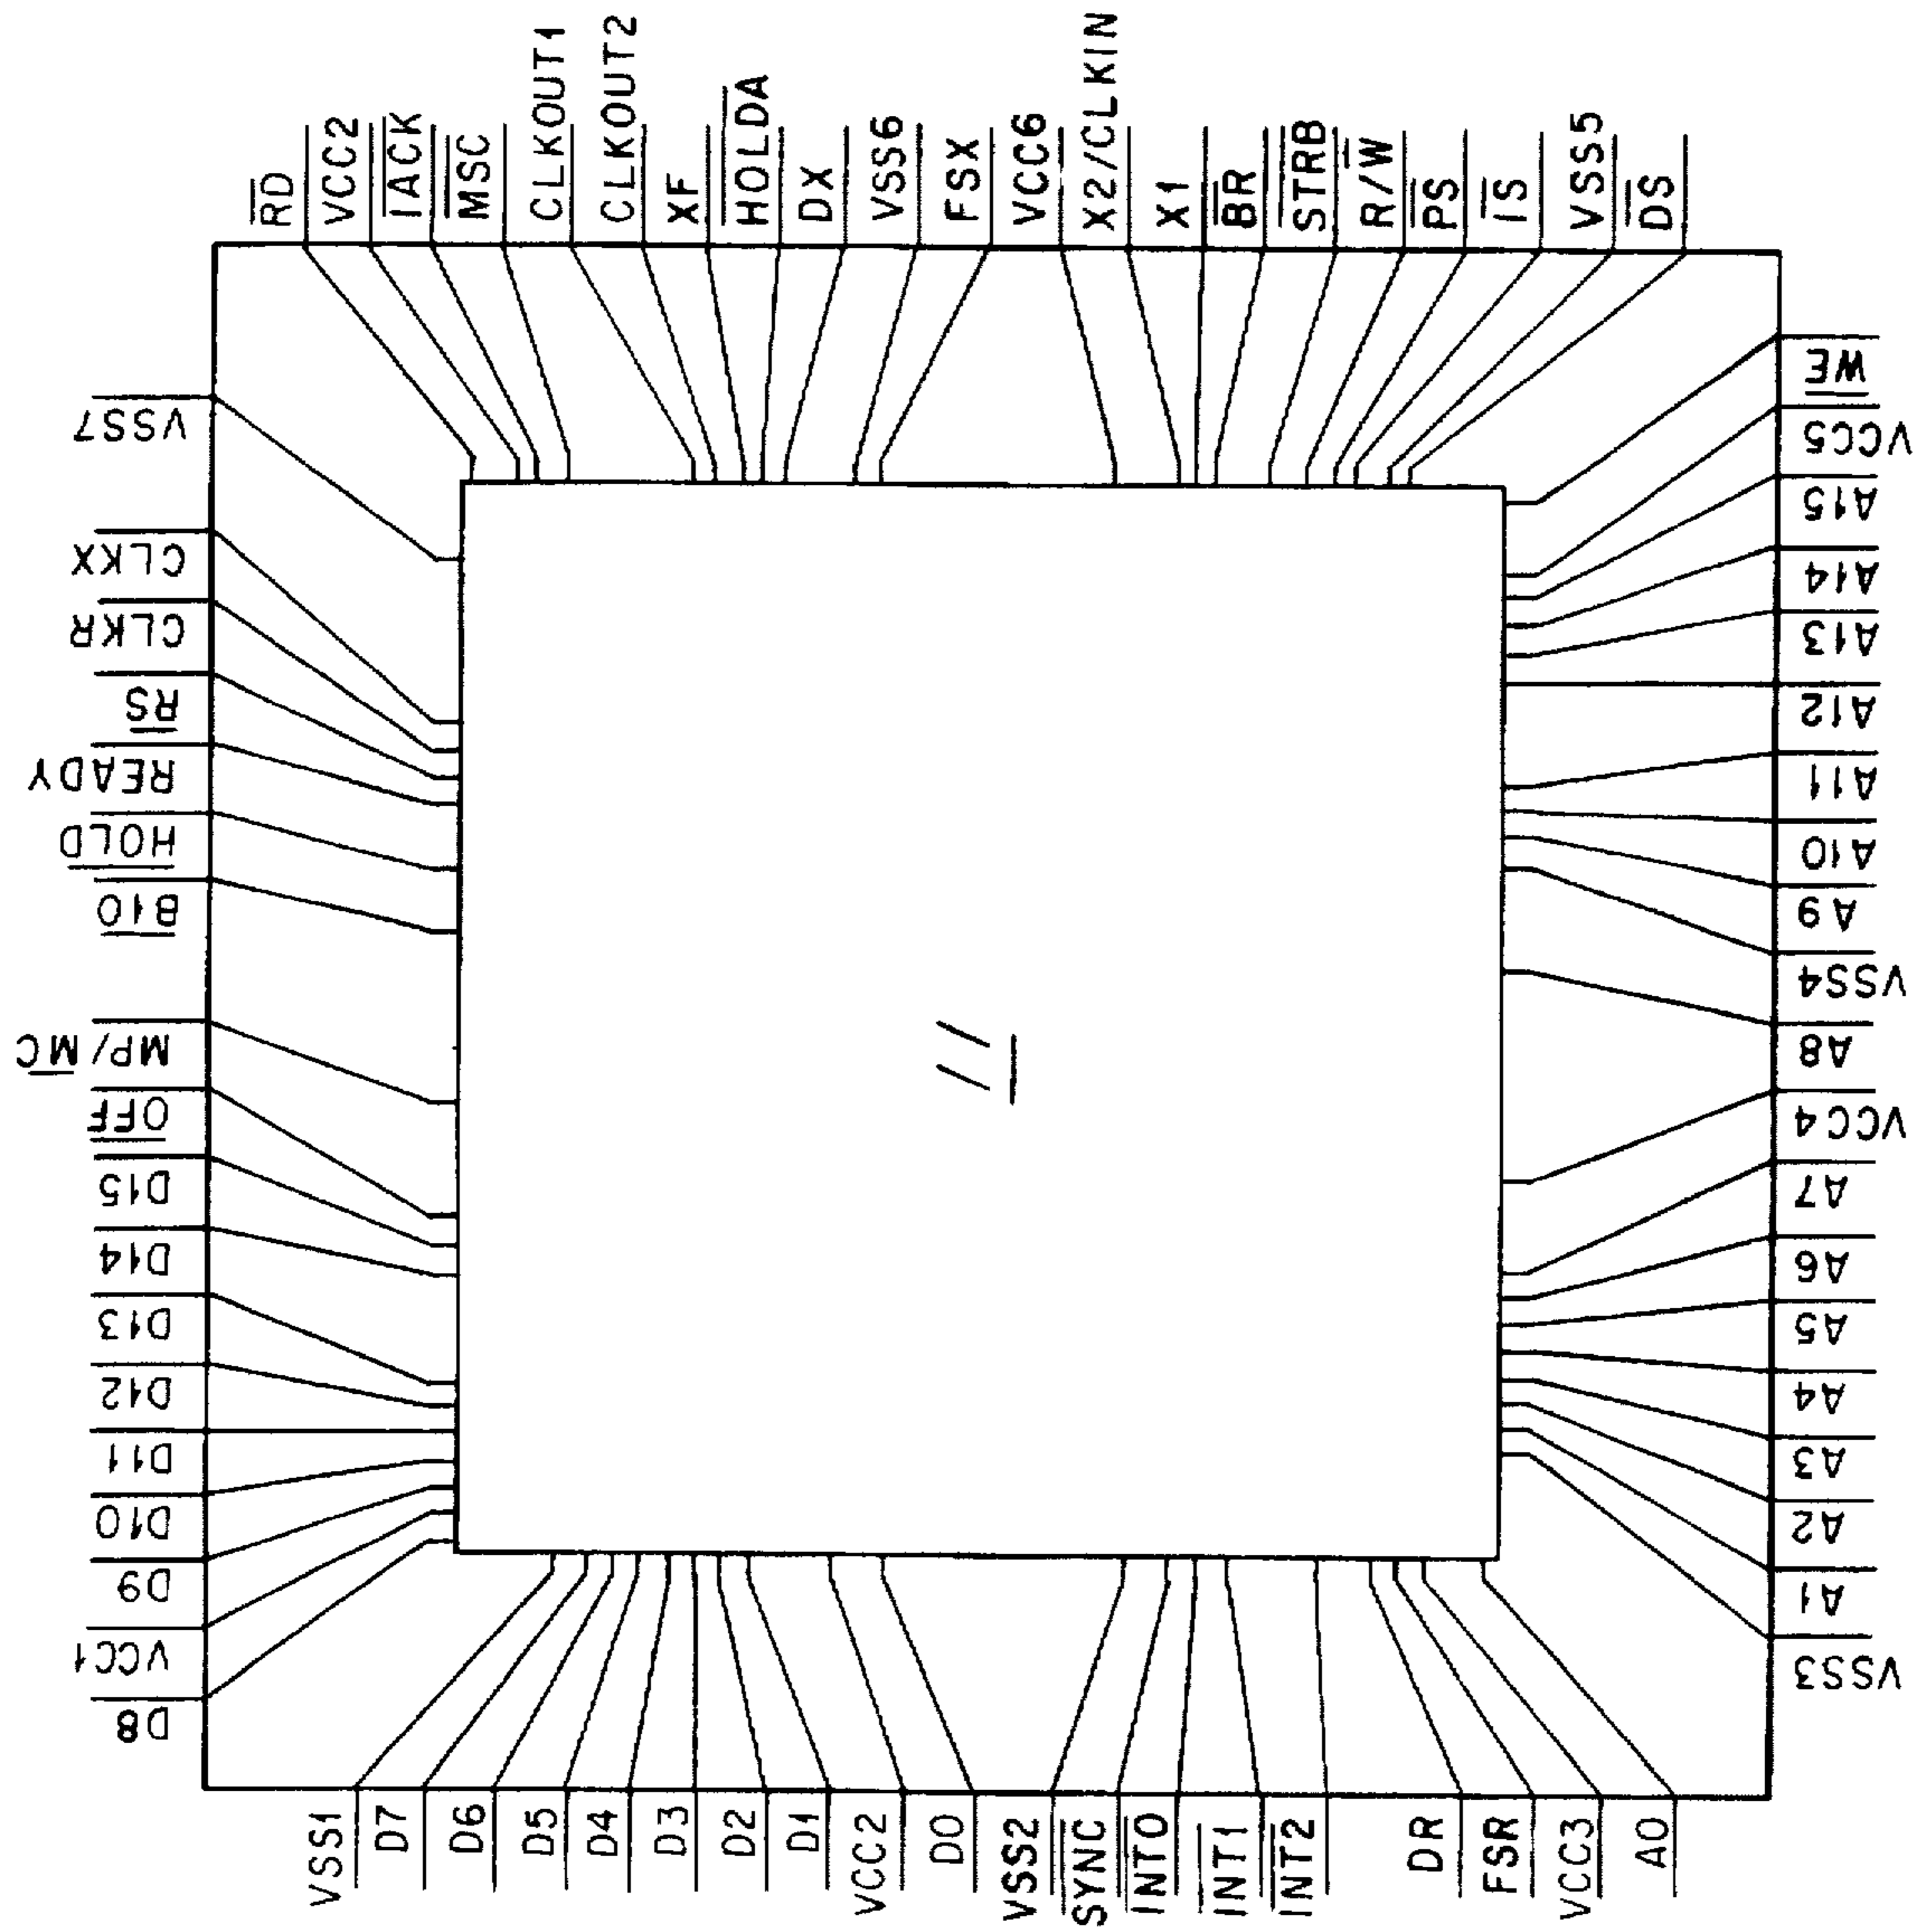 RD
VCC2
IACK
MSC
CLKOUT1
CLKOUT2
XF
HOLDA
DX
VSS6
FSX
VCC6
X2/CLKIN
X1
BR
STRB
R/W
PS
IS
VSS5
DS
WE
VCC5
A15
A14
A13
A12
A11
A10
A9
VSS4
A8
VCC4
A7
A6
A5
A4
A3
A2
A1
VSS3
VSS7
CLKX
CLKR
RS
READY
HOLD
B10
MP/MC
OFF
D15
D14
D13
D12
D11
D10
D9
VCC1
D8
VSS1
D7
D6
D5
D4
D3
D2
D1
VCC2
D0
VSS2
SYNC
INT0
INT1
INT2
DR
FSR
VCC3
A0
11